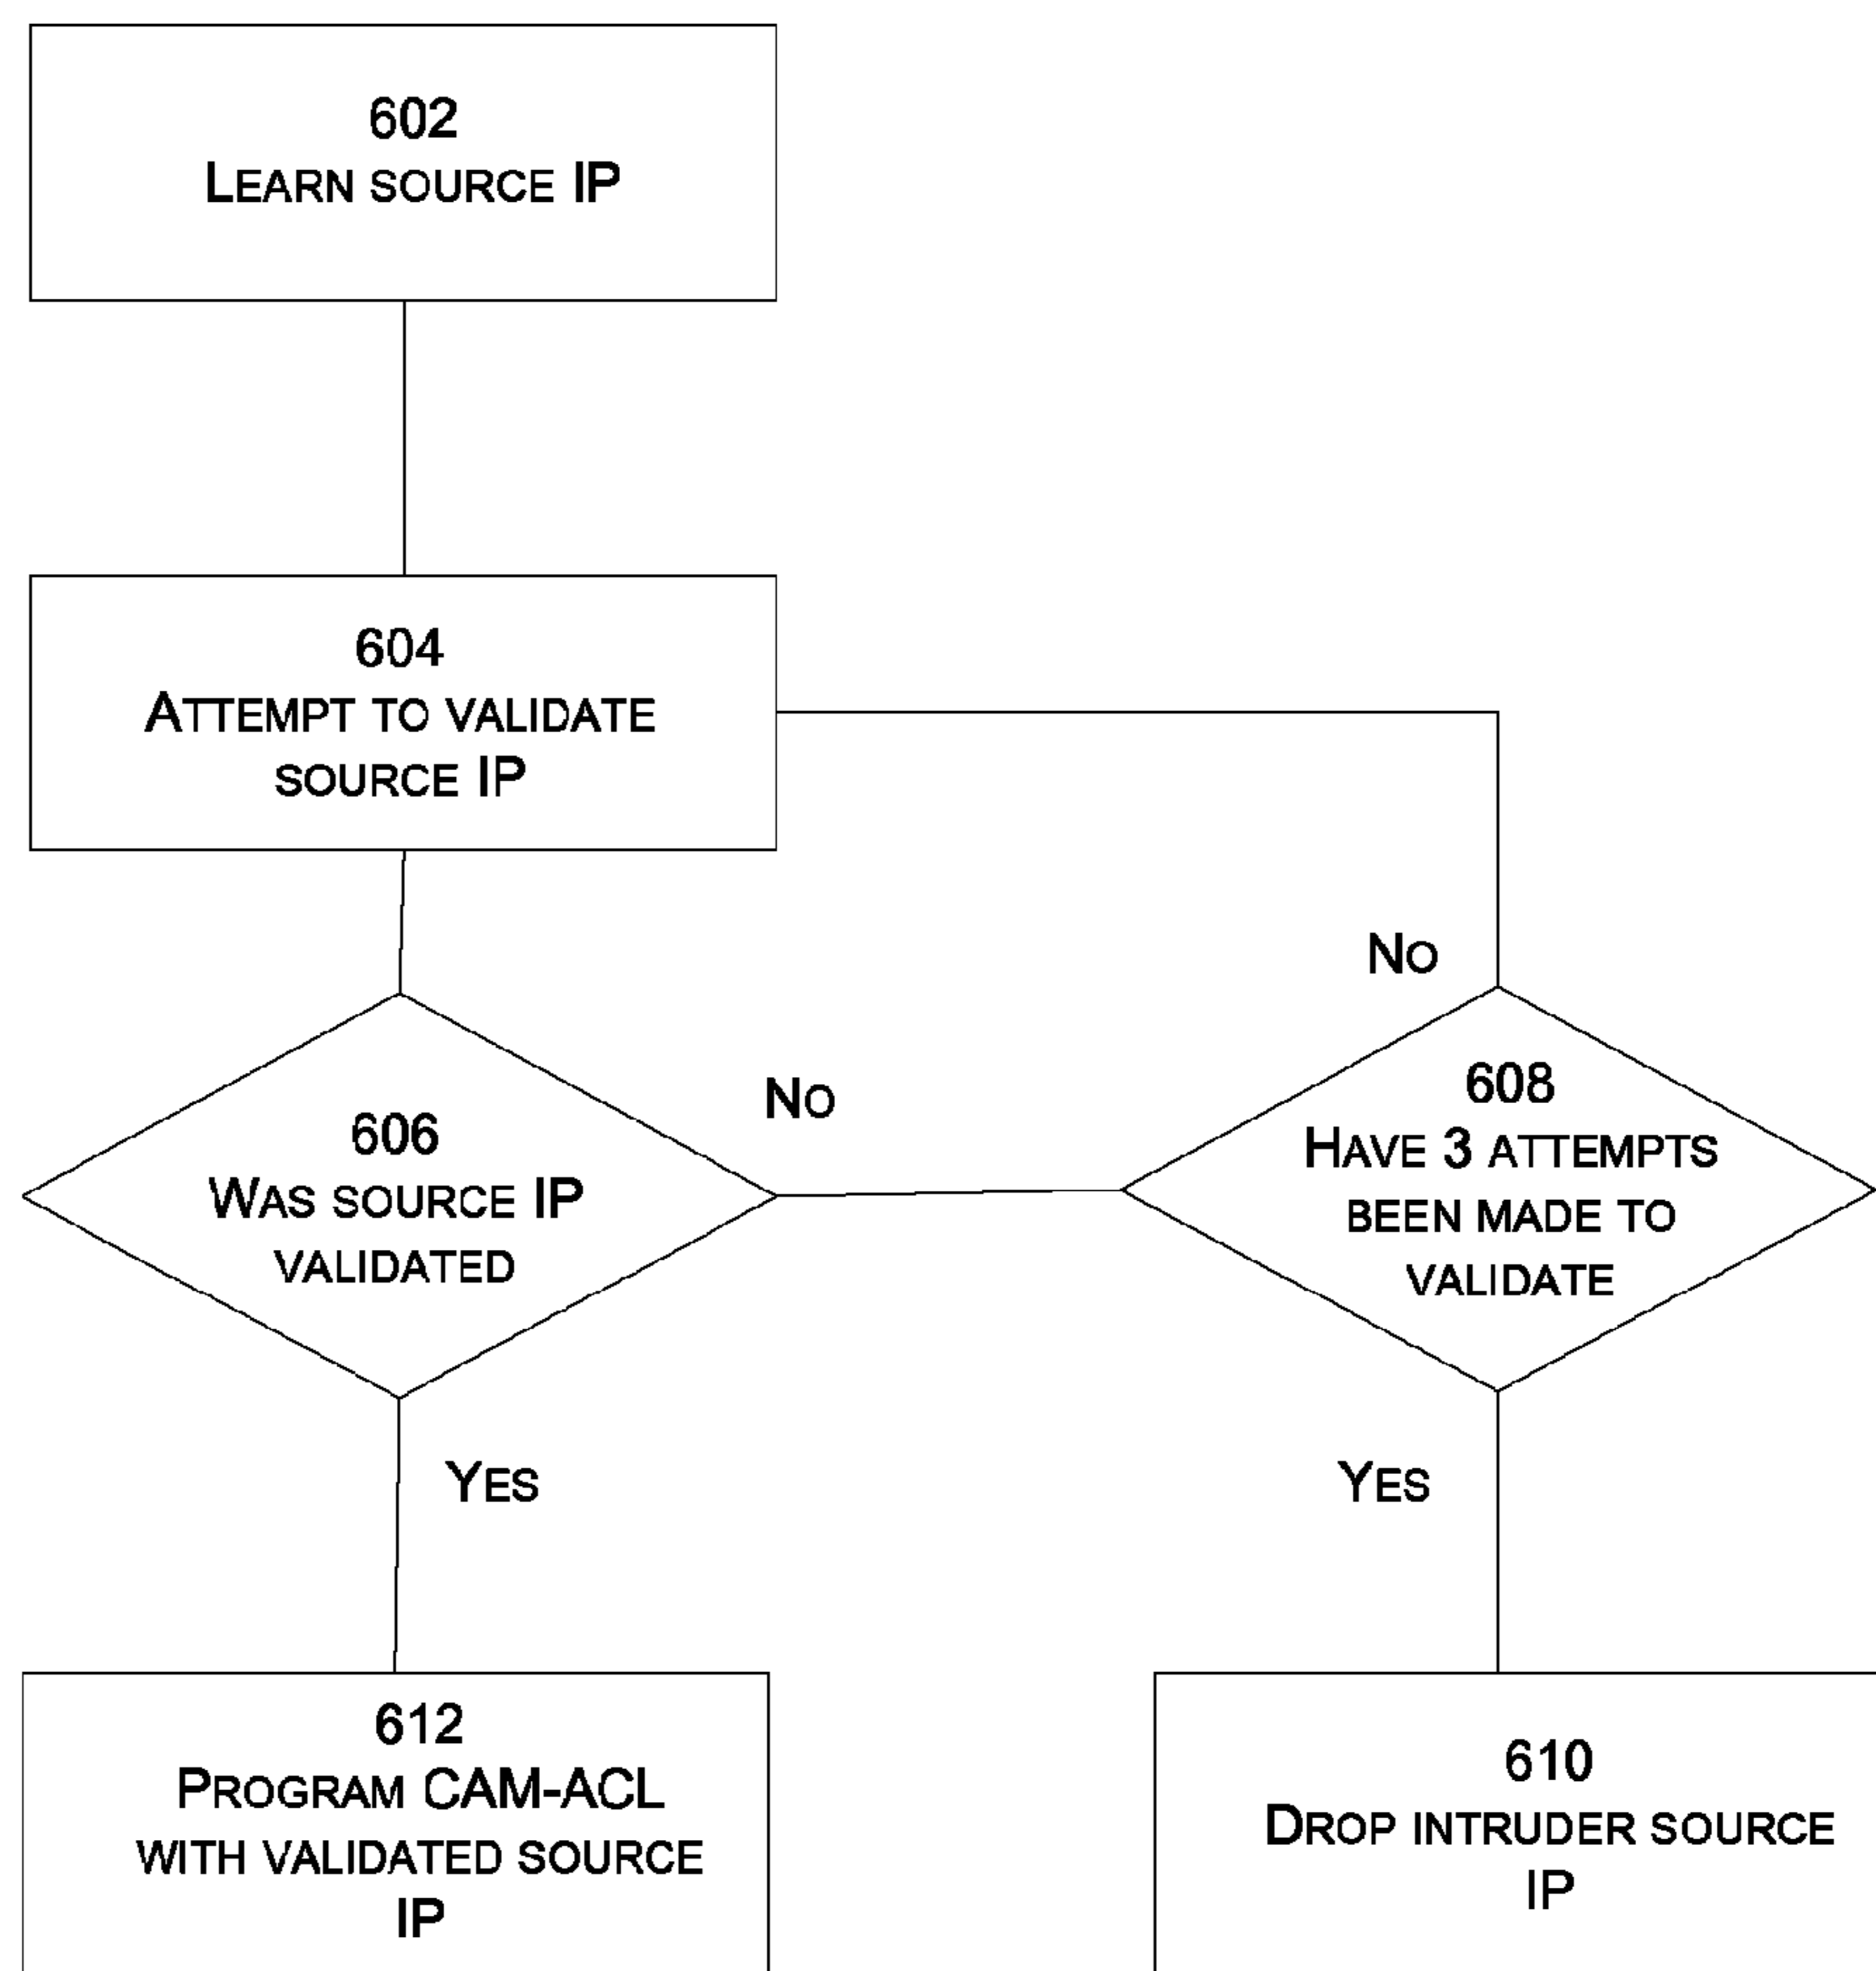 602
Learn source IP
604
Attempt to validate
source IP
No
No
606
Was source IP
validated
608
Have 3 attempts
been made to
validate
Yes
Yes
612
Program CAM-ACL
with validated source
IP
610
Drop intruder source
IP